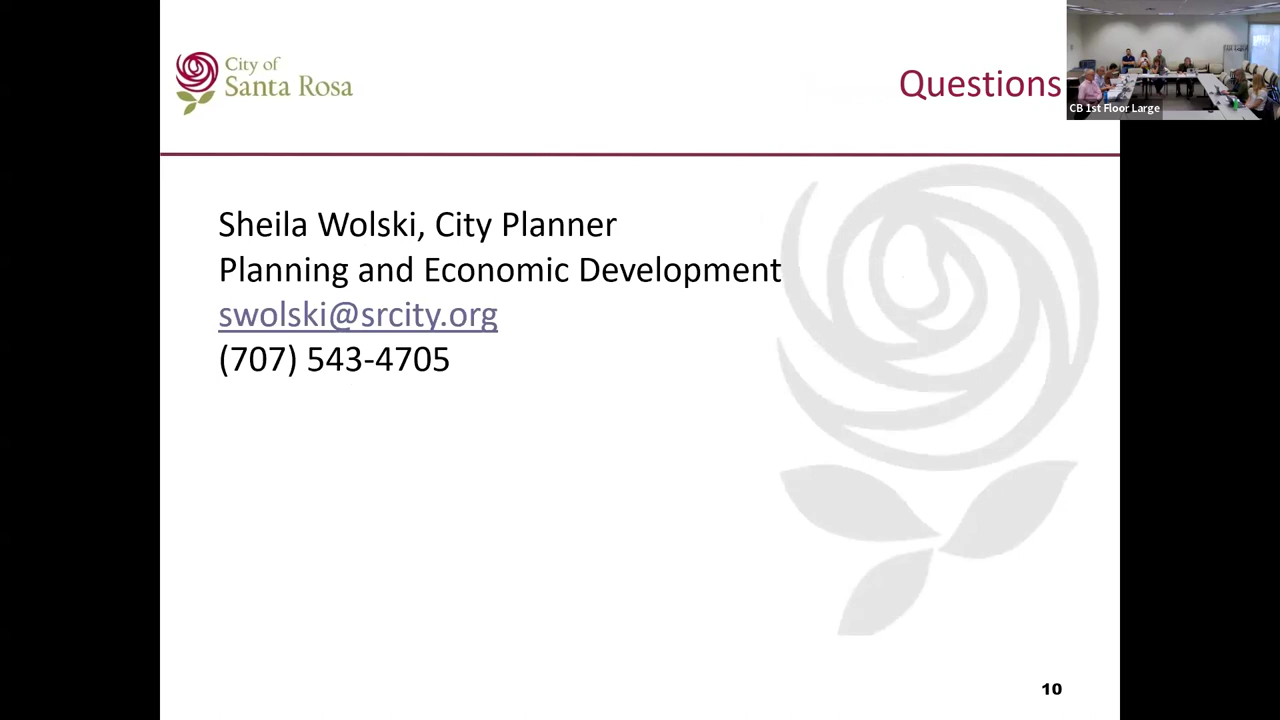 City of
Santa Rosa
Questions
CB 1st Floor Large
Sheila Wolski, City Planner
Planning and Economic Development
swolski@srcity.org
(707) 543-4705
10